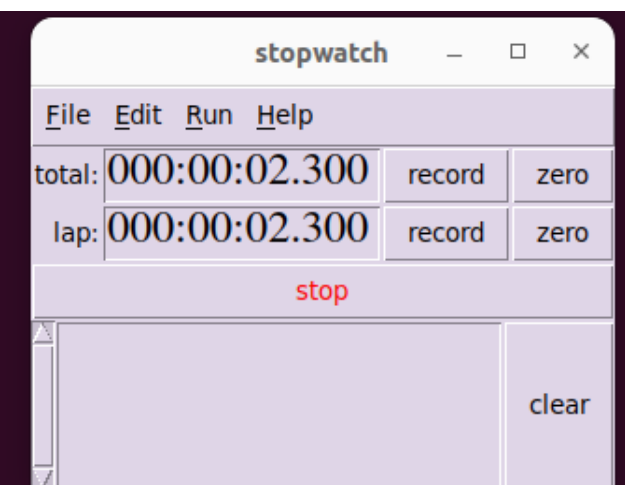 stopwatch
File Edit Run Help
total: 000:00:02.300 record zero
lap: 000:00:02.300 record zero
stop
clear